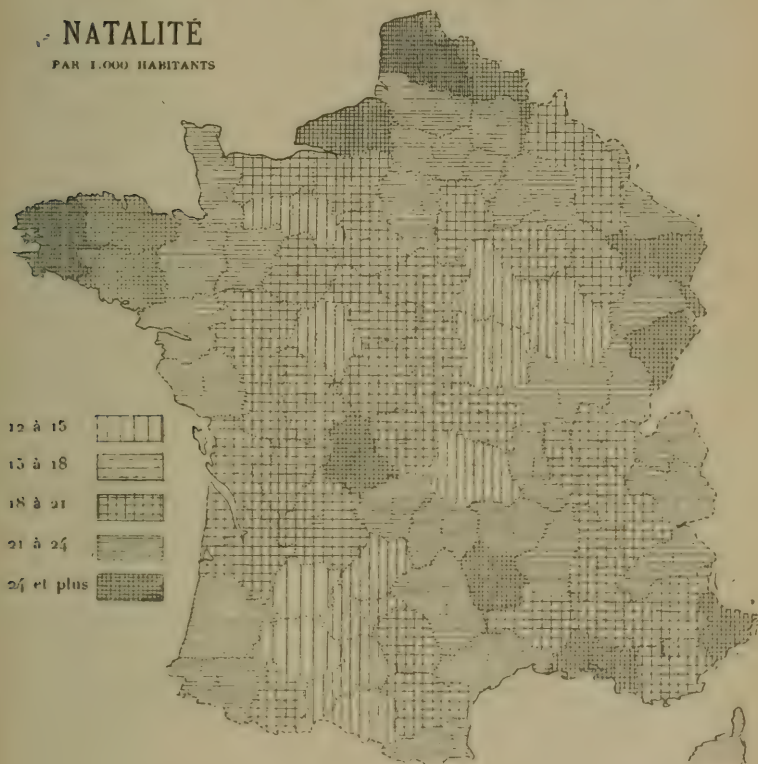 NATALITÉ
PAR 1.000 HABITANTS
12 à 15
15 à 18
18 à 21
21 à 24
24 et plus